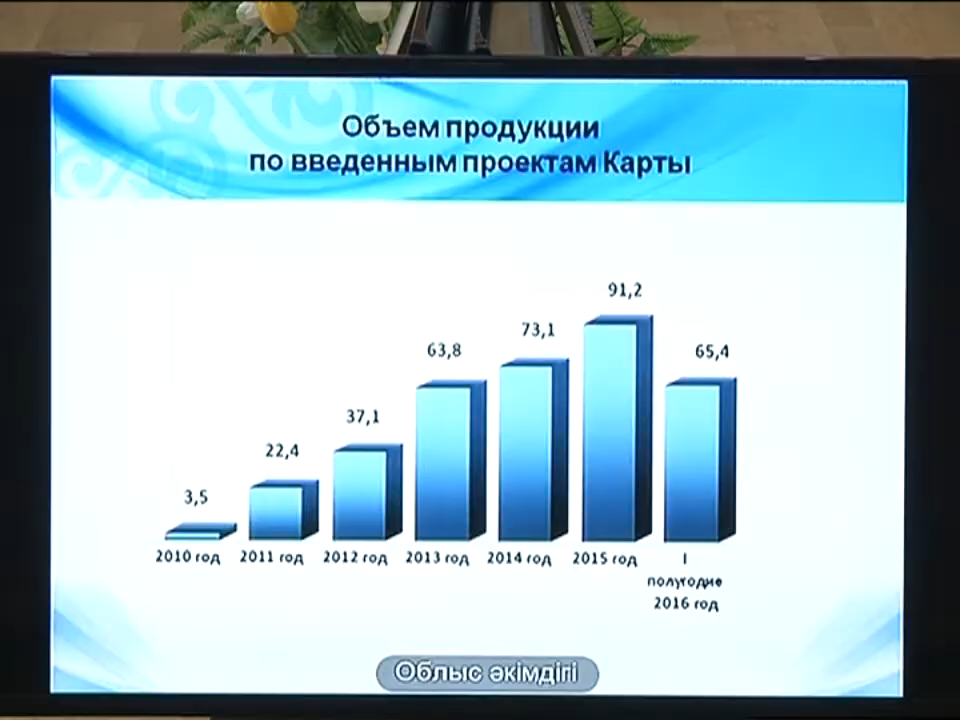 Объем продукции
по введенным проектам Карты
91,2
73,1
65,4
63,8
37,1
22,4
3,5
2010 год 2011 год 2012 год 2013 год 2014 год 2015 год I
полугодие
2016 год
Облыс әкімдігі